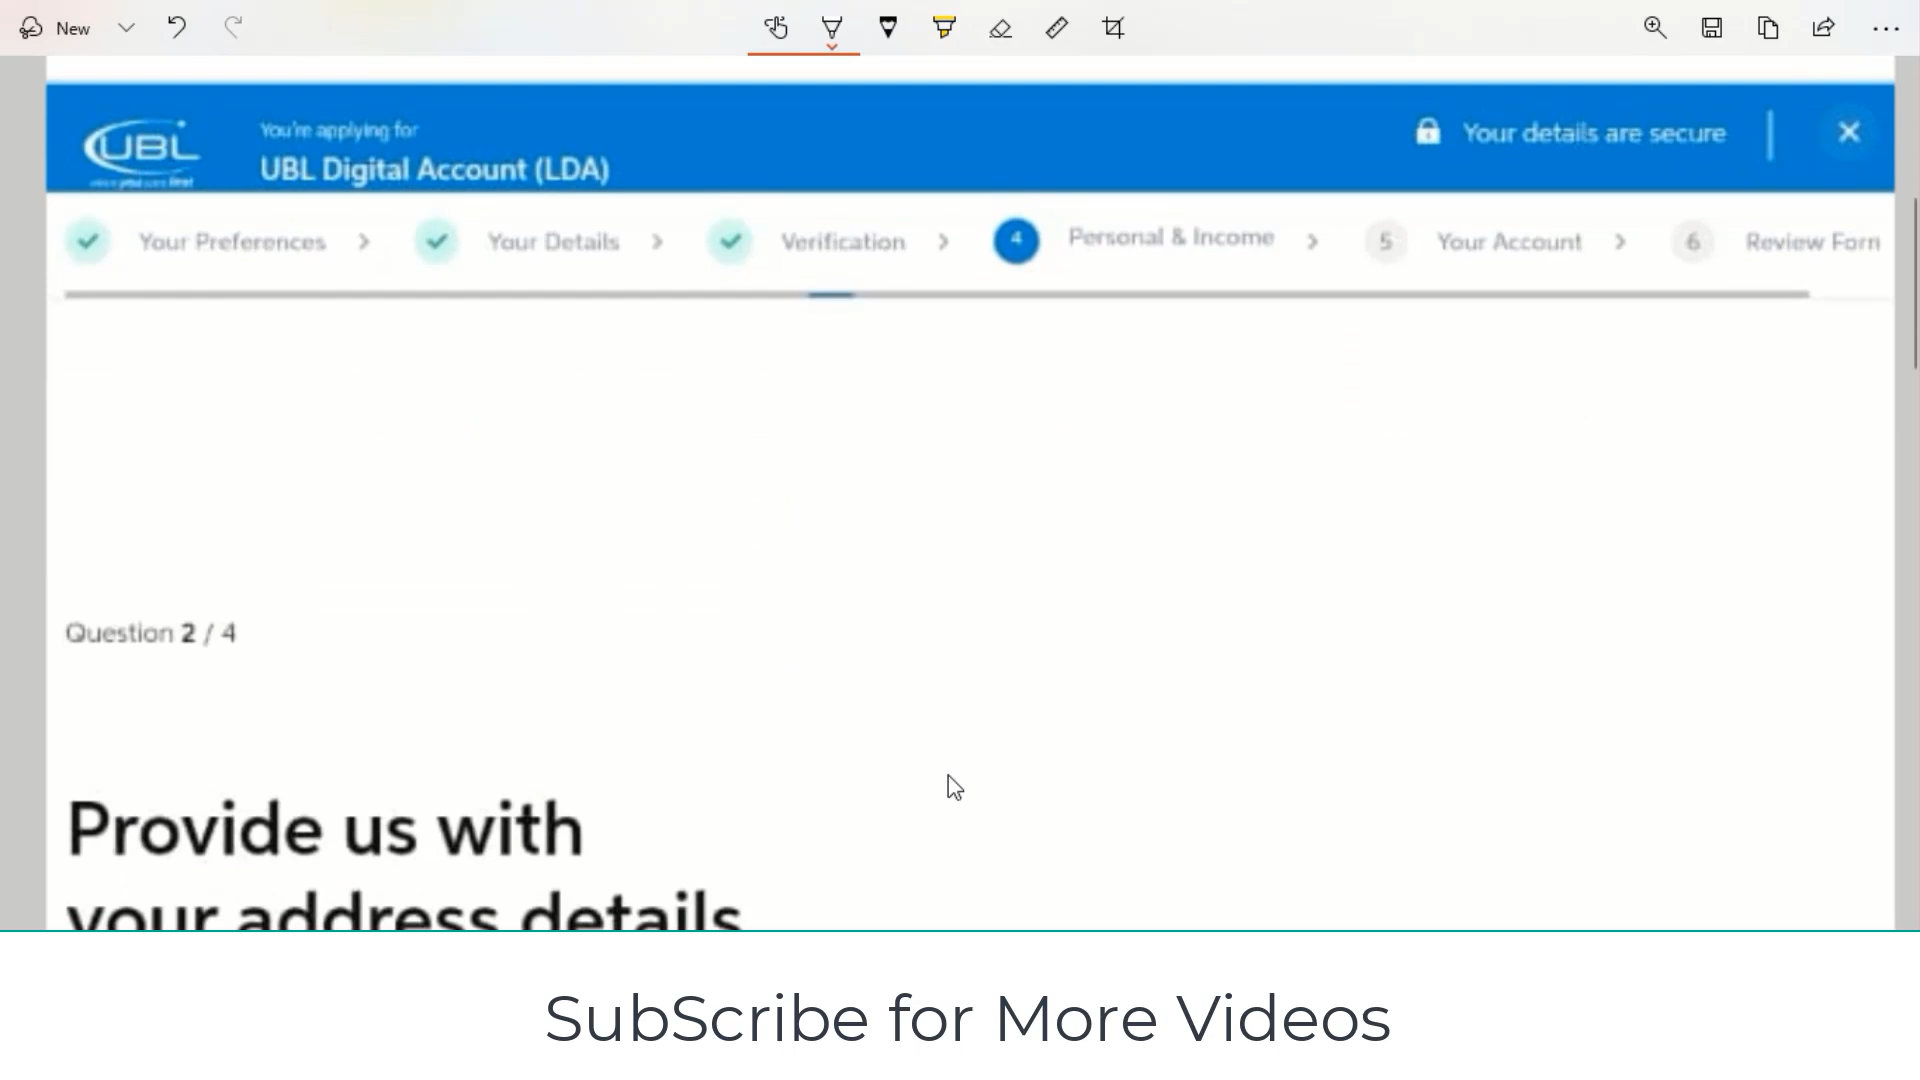 New
UBL
You're applying for
UBL Digital Account (LDA)
Your details are secure
Your Preferences
Your Details
Verification
4 Personal & Income
5 Your Account
6 Review Forn
Question 2 / 4
Provide us with
your address details
SubScribe for More Videos